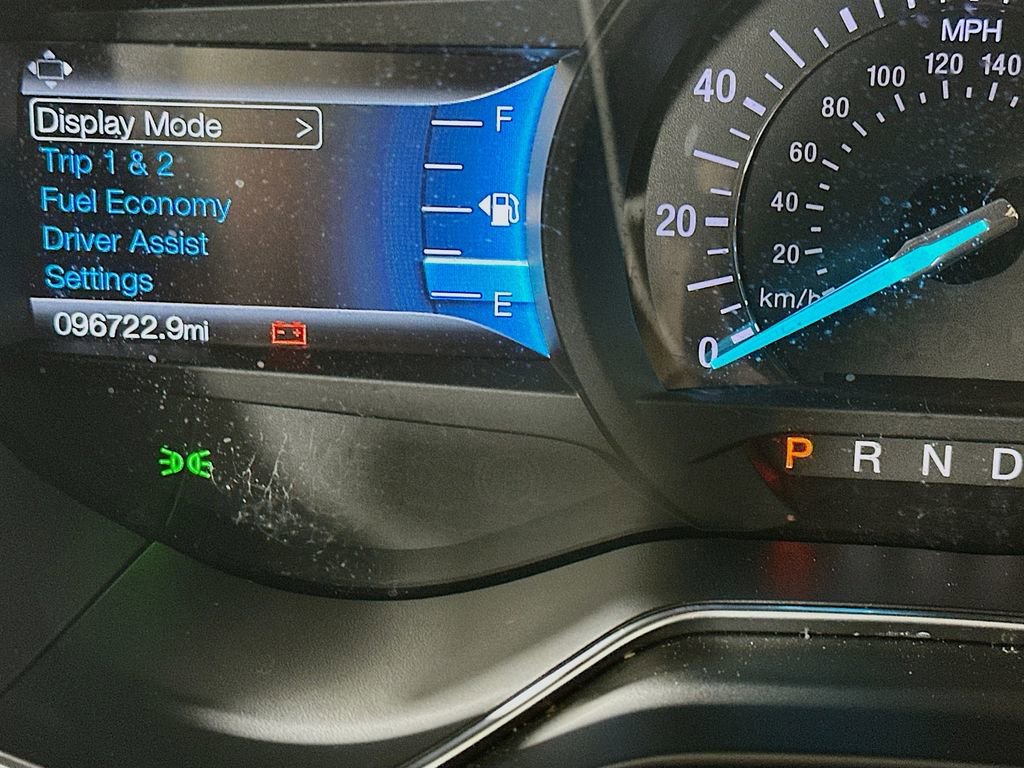 Display Mode >
Trip 1 & 2
Fuel Economy
Driver Assist
Settings
096722.9mi
F
E
MPH
40
20
0
140
120
100
80
60
40
20
km/h
P R N D